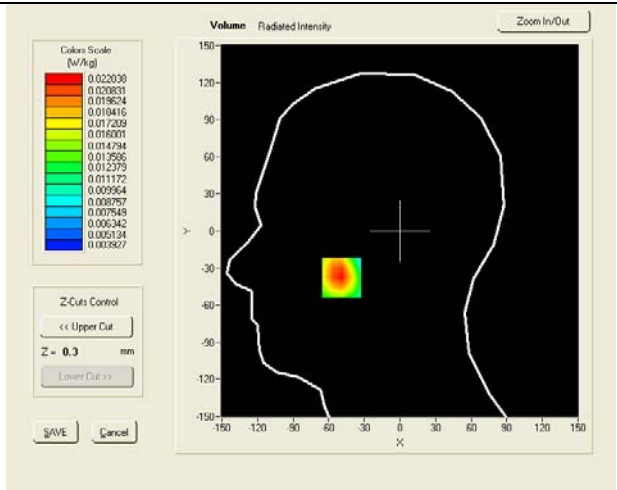 Volume Radiated Intensity
Zoom In/Out
Colors Scale
(W/kg)
0.022038
0.020831
0.019624
0.018416
0.017209
0.016001
0.014794
0.013586
0.012379
0.011172
0.009964
0.008757
0.007549
0.006342
0.005134
0.003927
150
120
90
60
30
0
-30
-60
-90
-120
-150
Y
-150 -120 -90 -60 -30 0 30 60 90 120 150
X
Z-Cuts Control
<< Upper Cut
Z = 0.3 mm
Lower Cut >>
SAVE Cancel